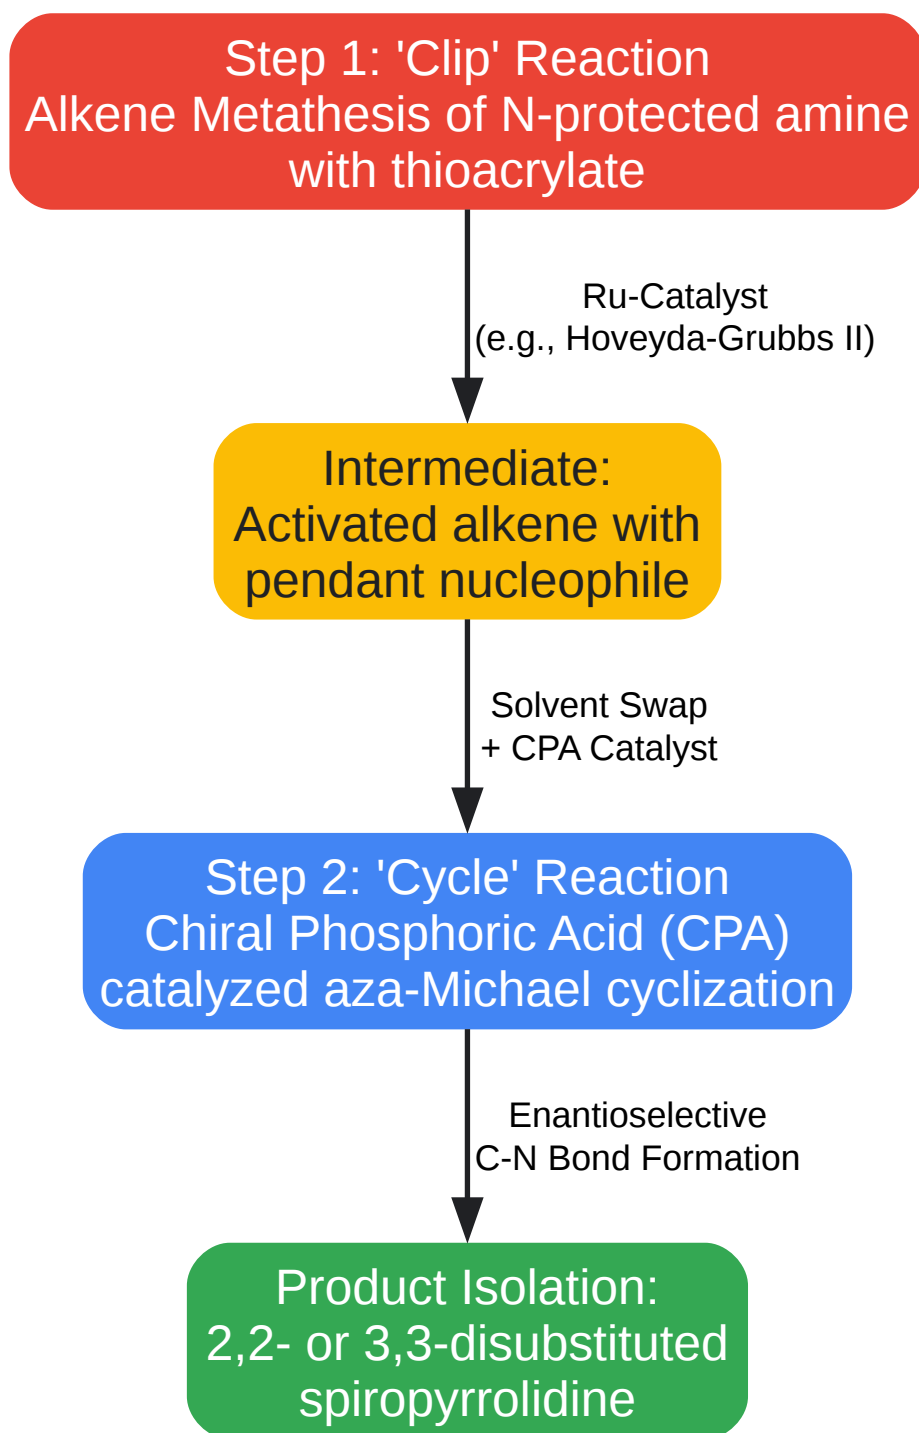 Step 1: 'Clip' Reaction
Alkene Metathesis of N-protected amine
with thioacrylate
Ru-Catalyst
(e.g., Hoveyda-Grubbs II)
Intermediate:
Activated alkene with
pendant nucleophile
Solvent Swap
+ CPA Catalyst
Step 2: 'Cycle' Reaction
Chiral Phosphoric Acid (CPA)
catalyzed aza-Michael cyclization
Enantioselective
C-N Bond Formation
Product Isolation:
2,2- or 3,3-disubstituted
spiropyrrolidine